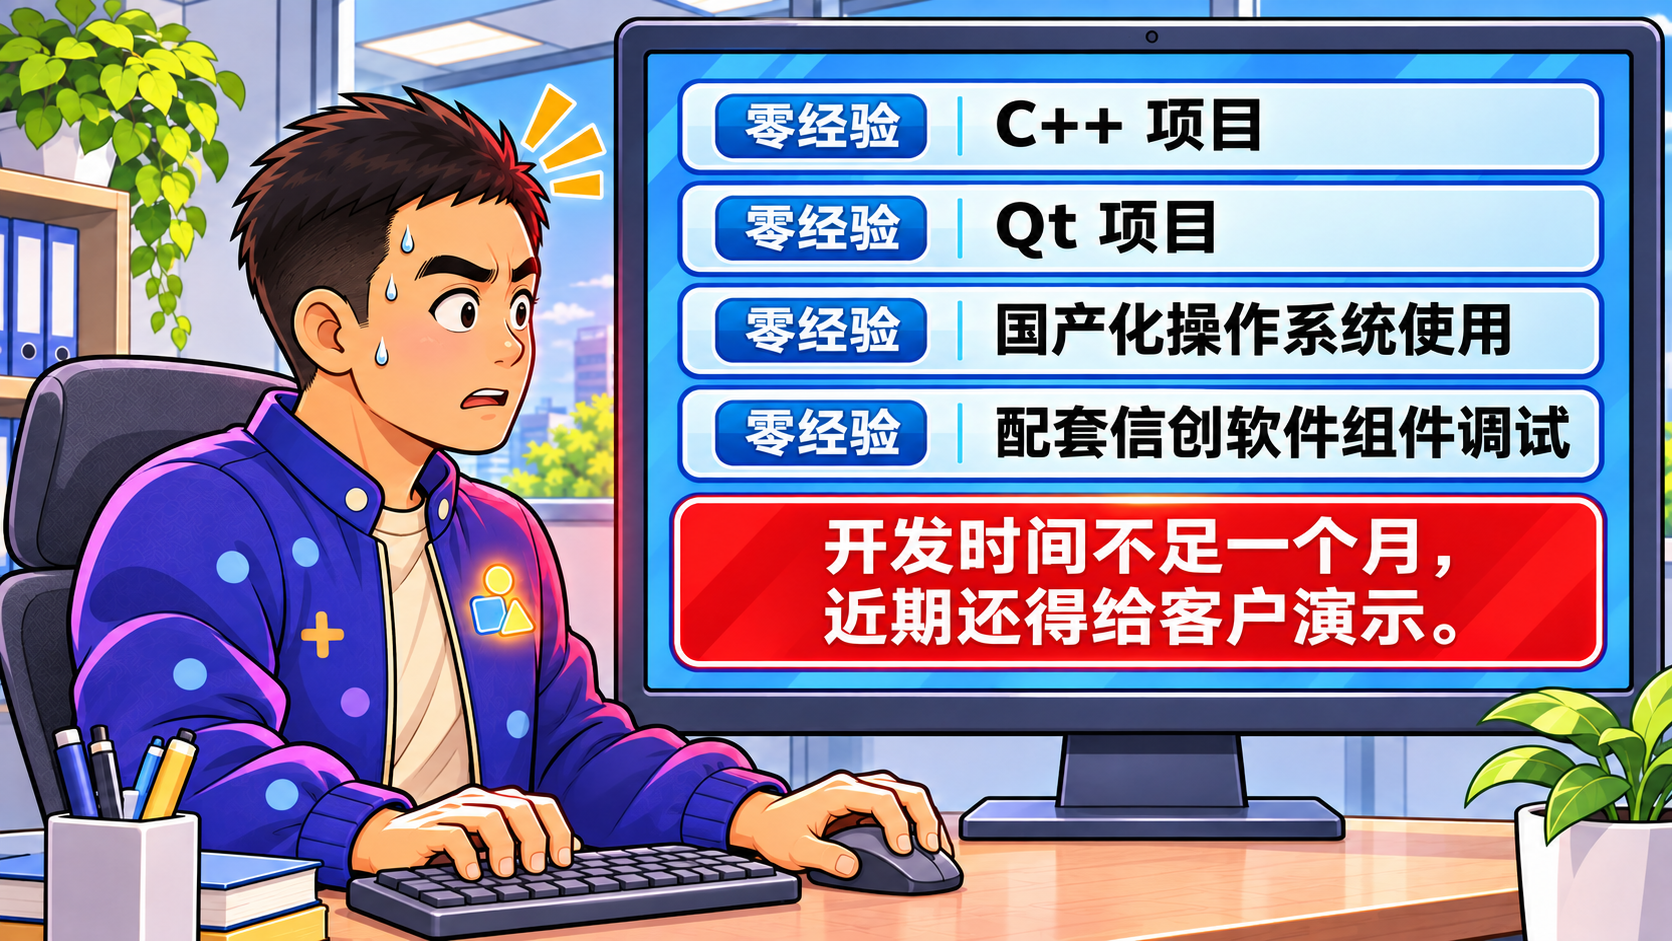 零经验 C++ 项目
零经验 Qt 项目
零经验 国产化操作系统使用
零经验 配套信创软件组件调试
开发时间不足一个月，
近期还得给客户演示。